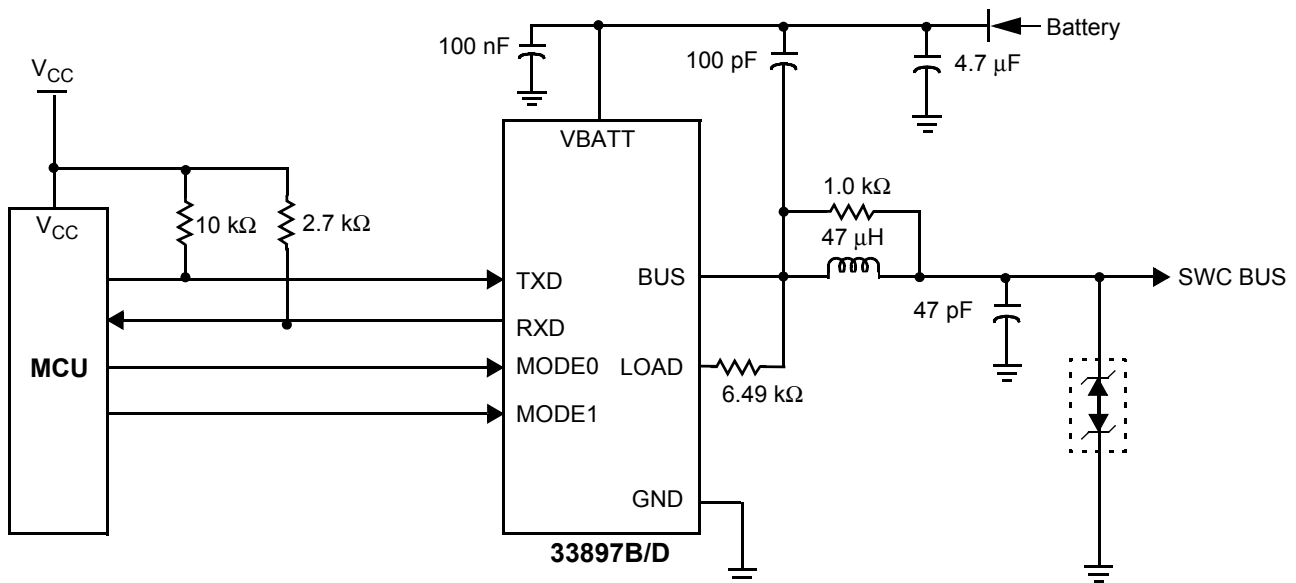 Battery
100 nF
100 pF
4.7 μF
VCC
VBATT
1.0 kΩ
VCC
10 kΩ
2.7 kΩ
47 μH
TXD
BUS
SWC BUS
47 pF
RXD
MCU
MODE0
LOAD
6.49 kΩ
MODE1
GND
33897B/D